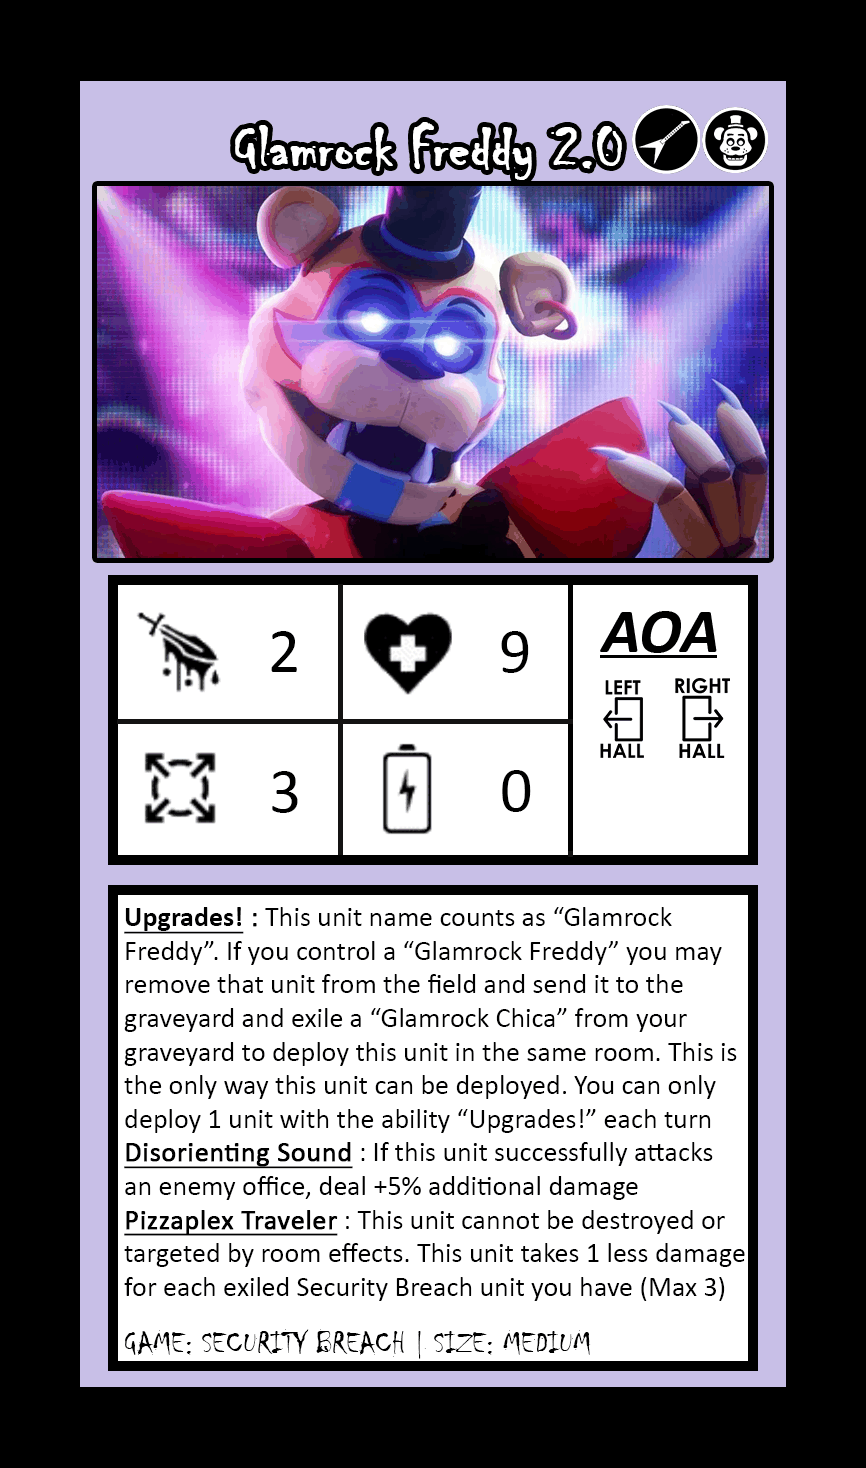 Glamrock Freddy 2.0
2
9
AOA
LEFT RIGHT
HALL HALL
3
0
Upgrades! : This unit name counts as “Glamrock
Freddy”. If you control a “Glamrock Freddy” you may
remove that unit from the field and send it to the
graveyard and exile a “Glamrock Chica” from your
graveyard to deploy this unit in the same room. This is
the only way this unit can be deployed. You can only
deploy 1 unit with the ability “Upgrades!” each turn
Disorienting Sound : If this unit successfully attacks
an enemy office, deal +5% additional damage
Pizzaplex Traveler : This unit cannot be destroyed or
targeted by room effects. This unit takes 1 less damage
for each exiled Security Breach unit you have (Max 3)
GAME: SECURITY BREACH | SIZE: MEDIUM